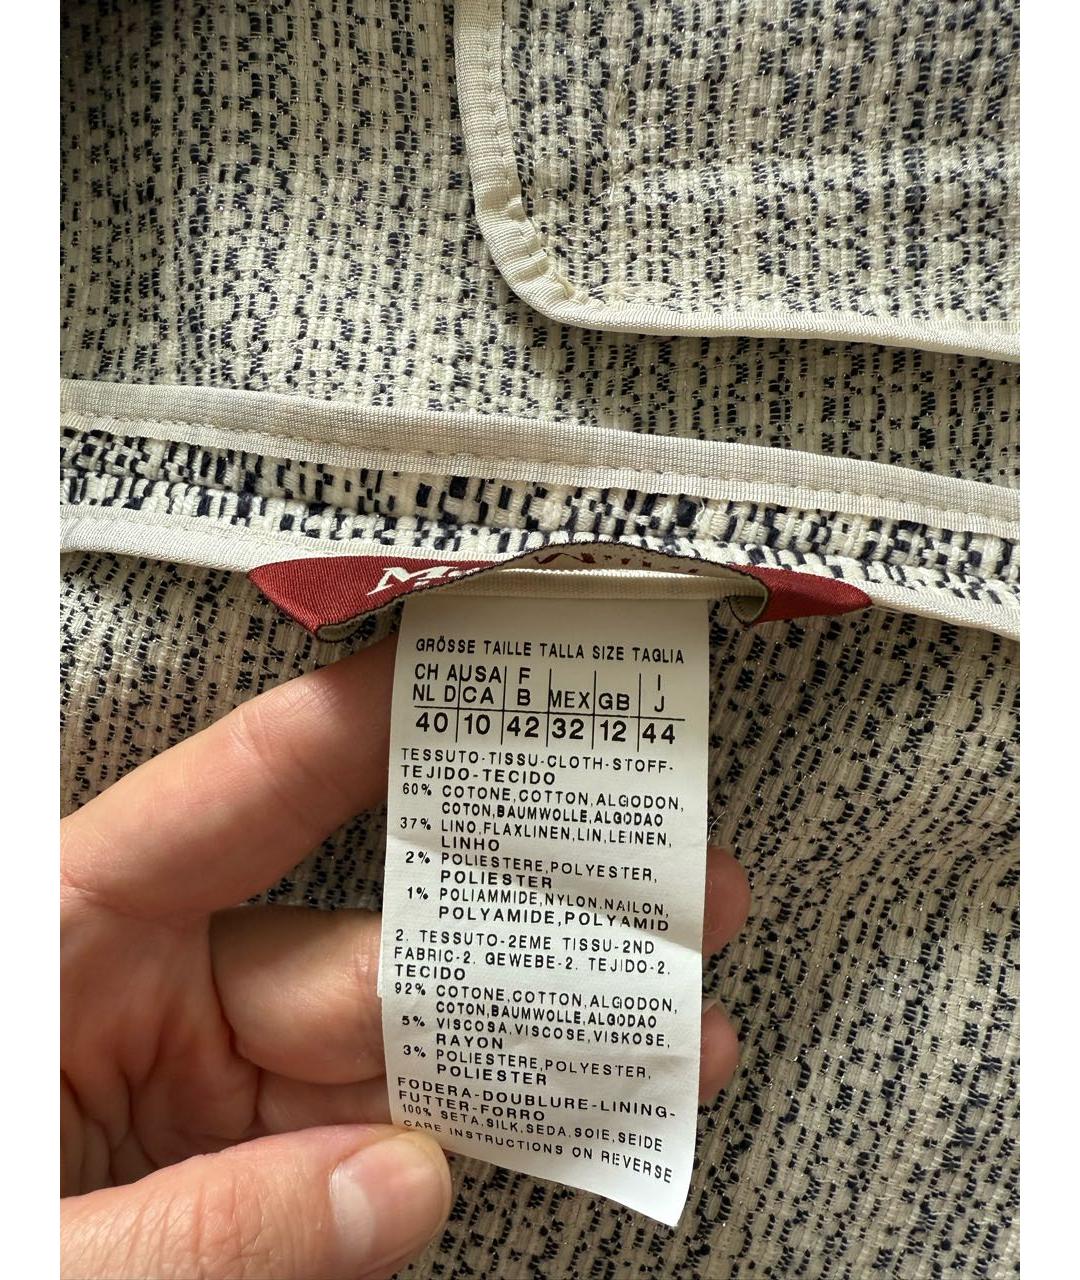 GRÖSSE TAILLE TALLA SIZE TAGLIA
CH A USA F I
NL D CA B MEX GB J
40 10 42 32 12 44
TESSUTO-TISSU-CLOTH-STOFF-
TEJIDO-TECIDO
60% COTONE,COTTON,ALGODON,
COTON,BAUMWOLLE,ALGODAO
37% LINO,FLAXLINEN,LIN,LEINEN,
LINHO
2% POLIESTERE,POLYESTER,
POLIESTER
1% POLIAMMIDE,NYLON,NAILON,
POLYAMIDE,POLYAMID
2. TESSUTO-2EME TISSU-2ND
FABRIC-2. GEWEBE-2. TEJIDO-2.
TECIDO
92% COTONE,COTTON,ALGODON,
COTON,BAUMWOLLE,ALGODAO
5% VISCOSA,VISCOSE,VISKOSE,
RAYON
3% POLIESTERE,POLYESTER,
POLIESTER
FODERA-DOUBLURE-LINING-
FUTTER-FORRO
100% SETA,SILK,SEDA,SOIE,SEIDE
CARE INSTRUCTIONS ON REVERSE